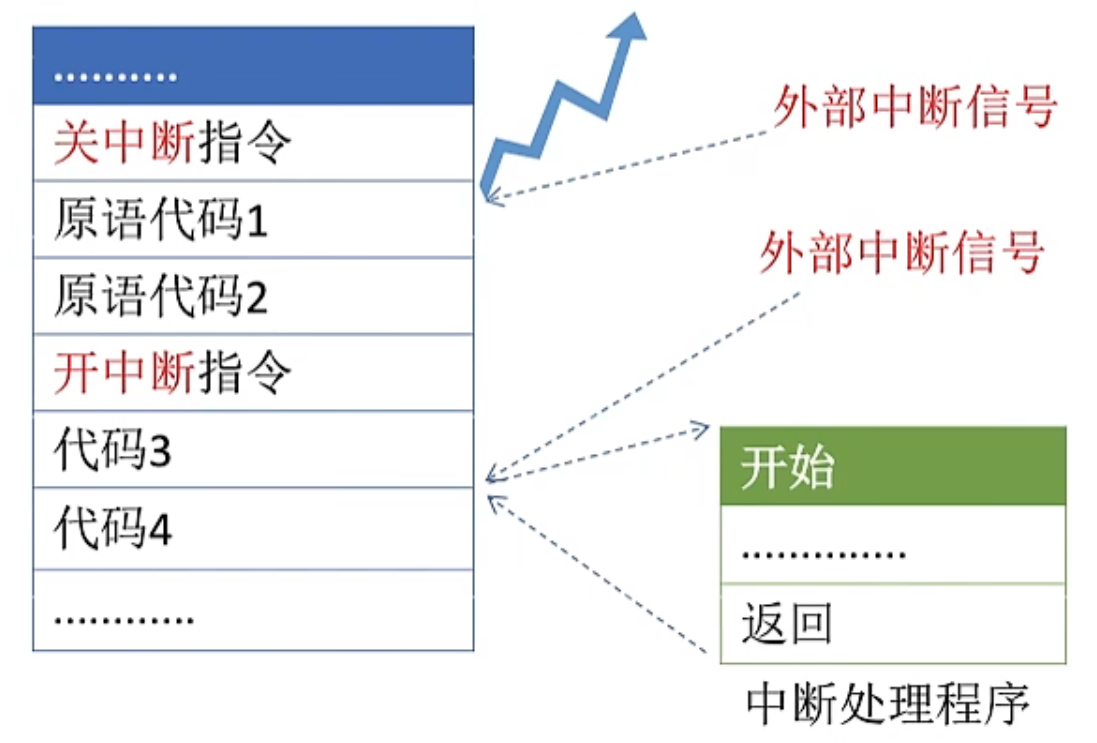 ..........
关中断指令
原语代码1
原语代码2
开中断指令
代码3
代码4
............
外部中断信号
外部中断信号
开始
..............
返回
中断处理程序